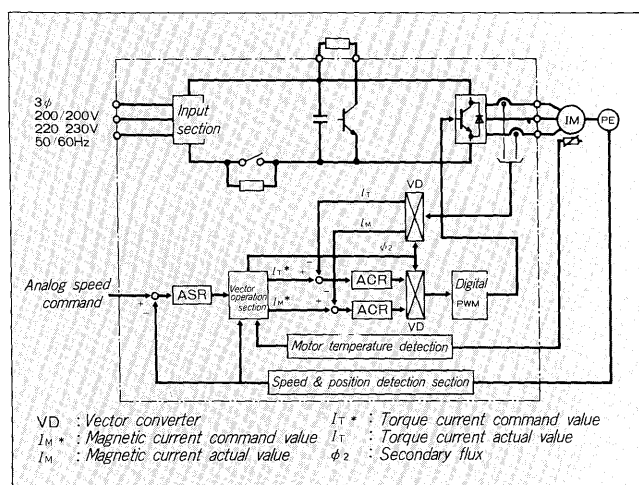 3φ
200/200V
220 230V
50/60Hz
Input
section
IM
PE
VD
IT
IM
φ2
Analog speed
command
+
−
ASR
Vector
operation
section
IT*
IM*
+
−
+
−
ACR
ACR
VD
Digital
PWM
Motor temperature detection
Speed & position detection section
VD : Vector converter
IM* : Magnetic current command value
IM : Magnetic current actual value
IT* : Torque current command value
IT : Torque current actual value
φ2 : Secondary flux